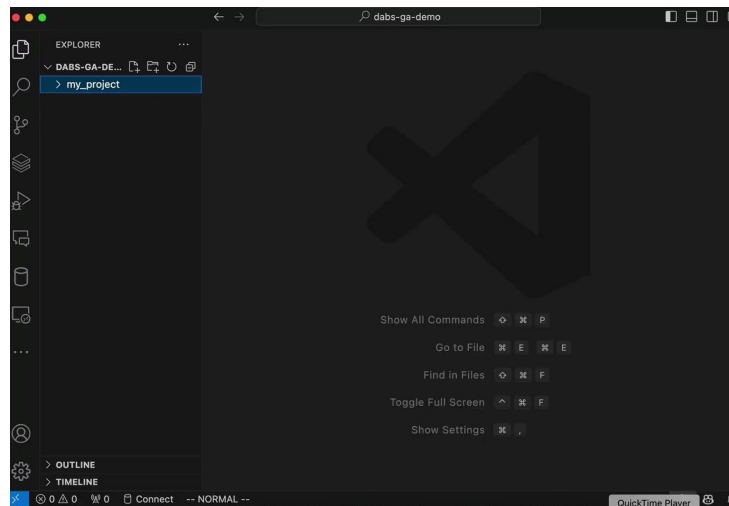 dabs-ga-demo
EXPLORER
DABS-GA-DE...
my_project
Show All Commands ⇧ ⌘ P
Go to File ⌘ E ⌘ E
Find in Files ⇧ ⌘ F
Toggle Full Screen ^ ⌘ F
Show Settings ⌘ ,
OUTLINE
TIMELINE
0 0 0 Connect -- NORMAL --
QuickTime Player